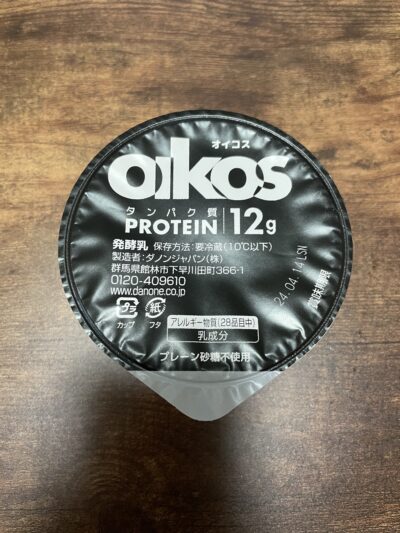 オイコス
oikos
タンパク質
PROTEIN 12g
発酵乳 保存方法:要冷蔵(10℃以下)
製造者:ダノンジャパン(株)
群馬県館林市下早川田町366-1
0120-409610
www.danone.co.jp
プラ 紙
カップ フタ
アレルギー物質(28品目中)
乳成分
プレーン砂糖不使用
24.04.14LSN
賞味期限